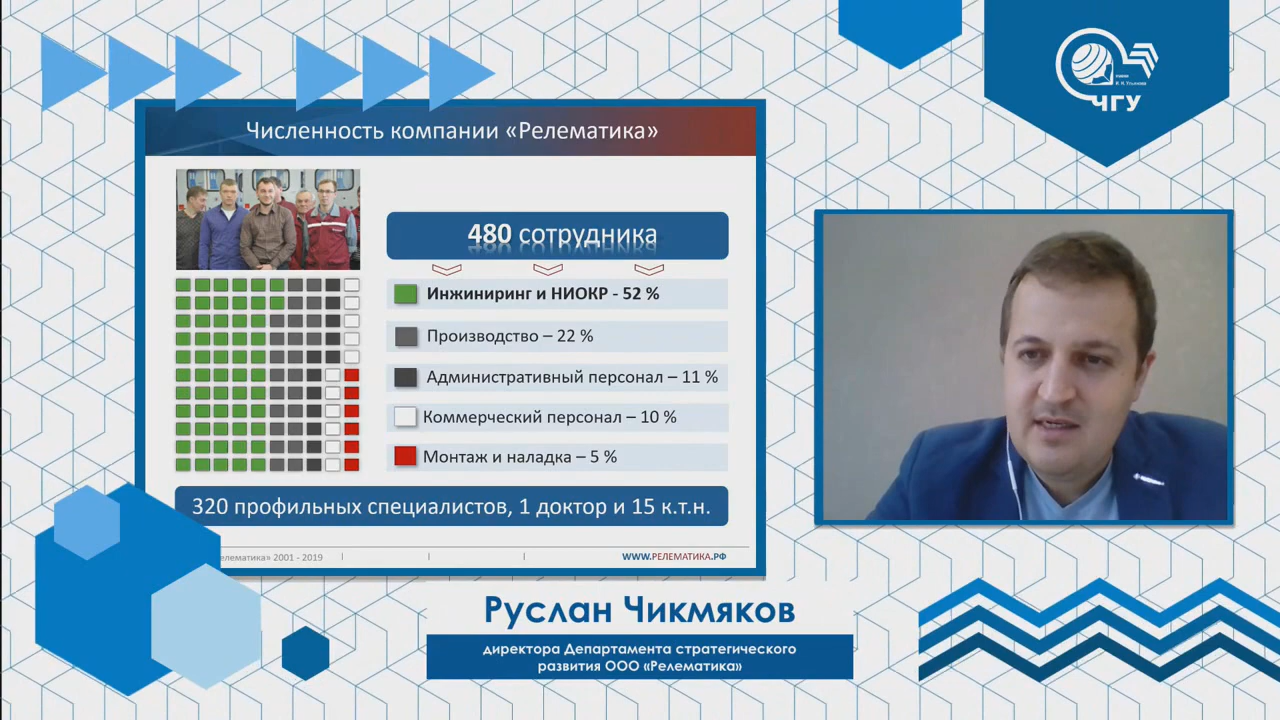 ЧГУ
Численность компании «Релематика»
480 сотрудника
Инжиниринг и НИОКР - 52 %
Производство – 22 %
Административный персонал – 11 %
Коммерческий персонал – 10 %
Монтаж и наладка – 5 %
320 профильных специалистов, 1 доктор и 15 к.т.н.
елематика» 2001 - 2019
WWW.РЕЛЕМАТИКА.РФ
Руслан Чикмяков
директора Департамента стратегического
развития ООО «Релематика»